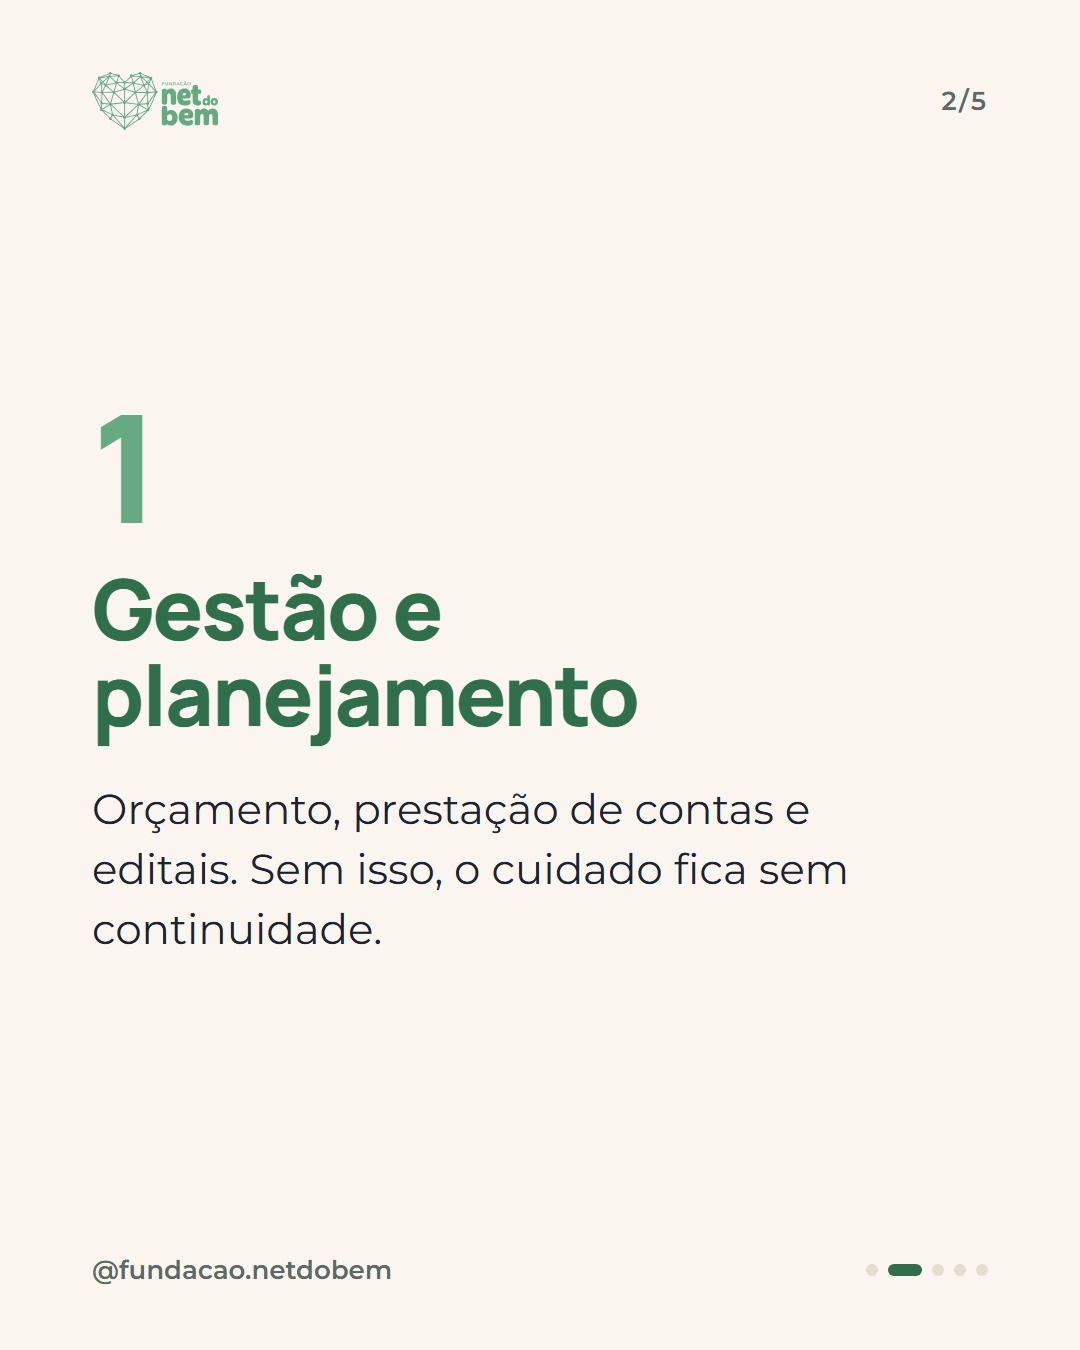 FUNDAÇÃO
net do
bem
2/5
1
Gestão e
planejamento
Orçamento, prestação de contas e
editais. Sem isso, o cuidado fica sem
continuidade.
@fundacao.netdobem